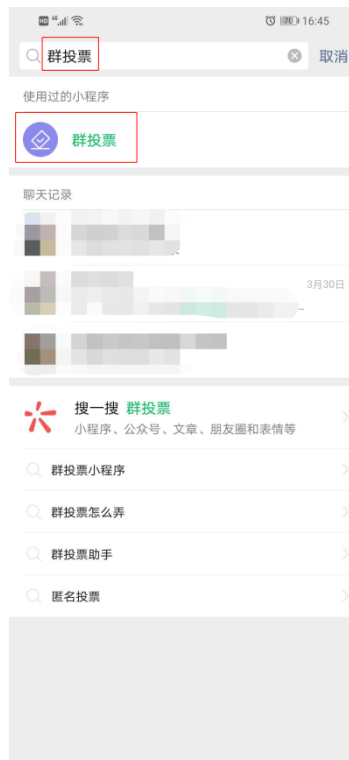 16:45
群投票
取消
使用过的小程序
群投票
聊天记录
3月30日
搜一搜 群投票
小程序、公众号、文章、朋友圈和表情等
群投票小程序
群投票怎么弄
群投票助手
匿名投票